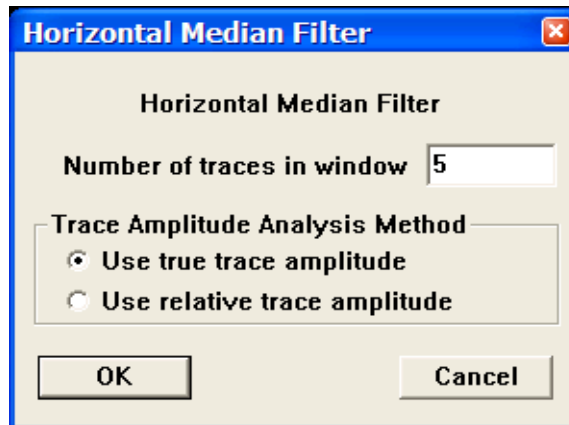 Horizontal Median Filter
Horizontal Median Filter
Number of traces in window 5
Trace Amplitude Analysis Method
Use true trace amplitude
Use relative trace amplitude
OK Cancel